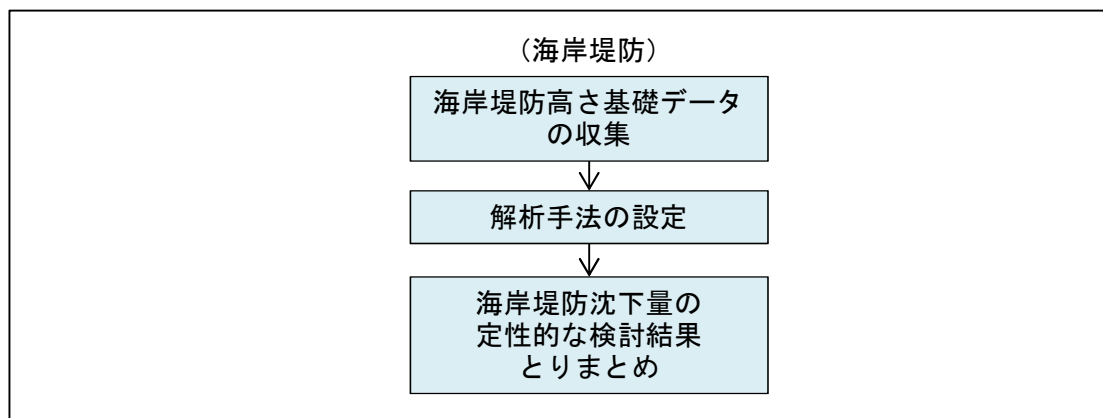 （海岸堤防）
海岸堤防高さ基礎データ
の収集
解析手法の設定
海岸堤防沈下量の
定性的な検討結果
とりまとめ